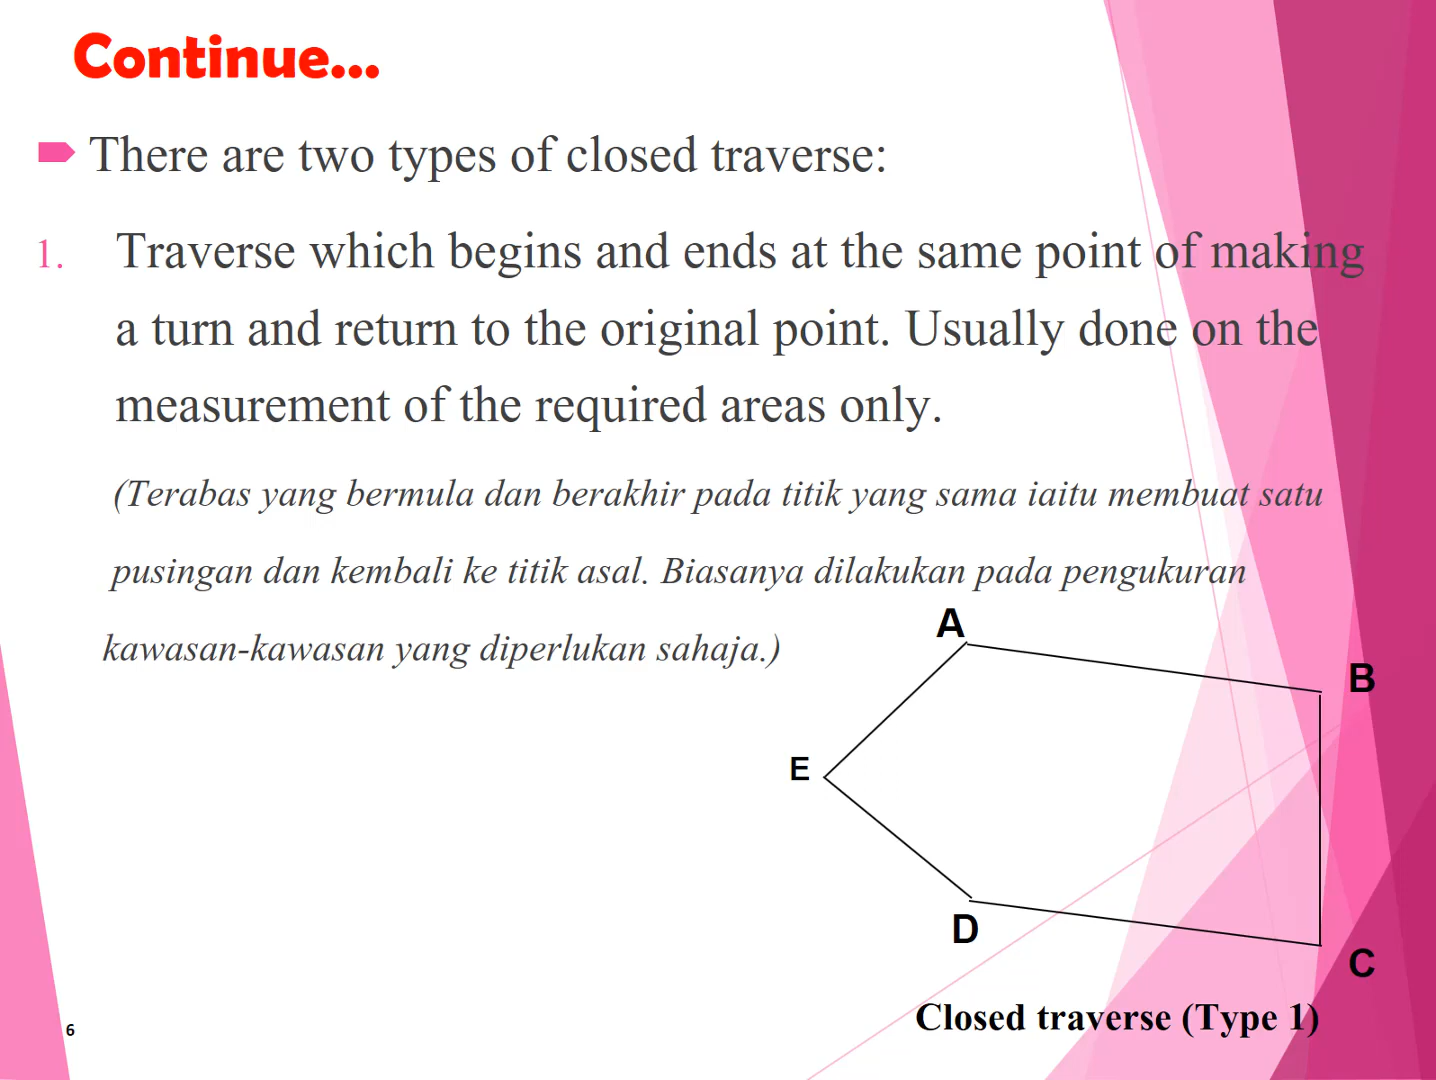 Continue...
There are two types of closed traverse:
1. Traverse which begins and ends at the same point of making
a turn and return to the original point. Usually done on the
measurement of the required areas only.
(Terabas yang bermula dan berakhir pada titik yang sama iaitu membuat satu
pusingan dan kembali ke titik asal. Biasanya dilakukan pada pengukuran
kawasan-kawasan yang diperlukan sahaja.)
A
B
E
D
C
Closed traverse (Type 1)
6